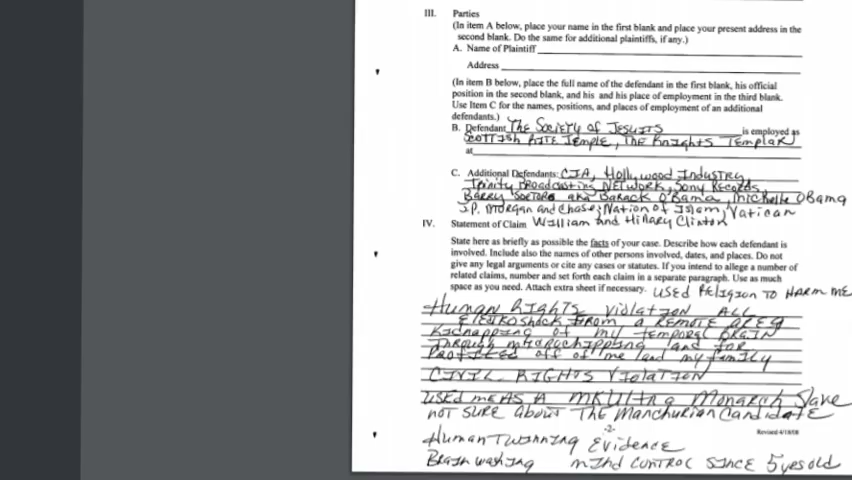 III. Parties
(In item A below, place your name in the first blank and place your present address in the
second blank. Do the same for additional plaintiffs, if any.)
A. Name of Plaintiff
Address
(In item B below, place the full name of the defendant in the first blank, his official
position in the second blank, and his and his place of employment in the third blank.
Use Item C for the names, positions, and places of employment of an additional
defendants.)
B. Defendant The Society of Jesuits is employed as
Scottish Rite Temple, The Knights Templar
at
C. Additional Defendants: CIA, Hollywood Industry
Trinity Broadcasting Network, Sony Records,
Barry Soetoro aka Barack O'Bama, Michelle OBama
J.P. Morgan and Chase, Nation of Islam, Vatican
IV. Statement of Claim William and Hillary Clinton
State here as briefly as possible the facts of your case. Describe how each defendant is
involved. Include also the names of other persons involved, dates, and places. Do not
give any legal arguments or cite any cases or statutes. If you intend to allege a number of
related claims, number and set forth each claim in a separate paragraph. Use as much
space as you need. Attach extra sheet if necessary. used Religion TO HARM ME
Human Rights violation ALL
Electroshock from a remote area
Kidnapping of my temporal Brain
Through microchipping and for
Profited off of me and my family
CIVIL RIGHTS Violation
USED ME AS A MKUltra Monarch Slave
not sure about The Manchurian Candidate
-2-
Revised 4/18/08
Human Twinning Evidence
Brain washing mind control since 5 yes old